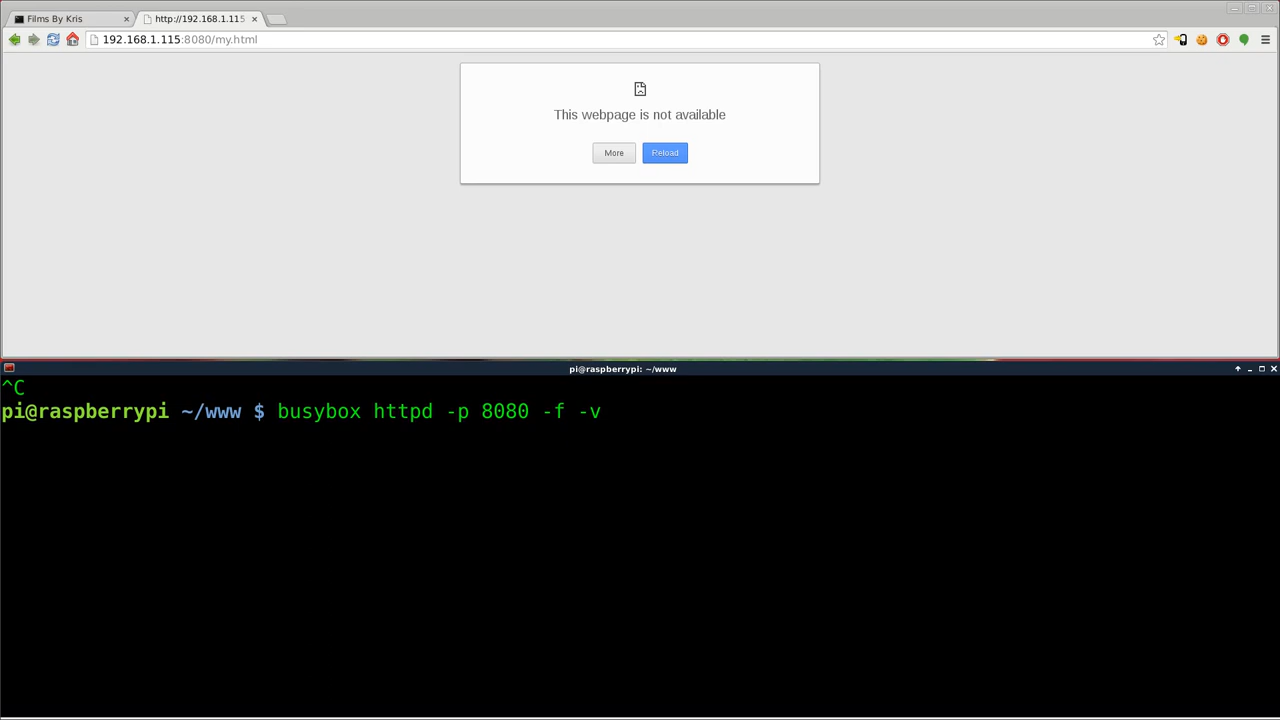 Films By Kris
http://192.168.1.115
192.168.1.115:8080/my.html
This webpage is not available
More Reload
pi@raspberrypi: ~/www
^C
pi@raspberrypi ~/www $ busybox httpd -p 8080 -f -v